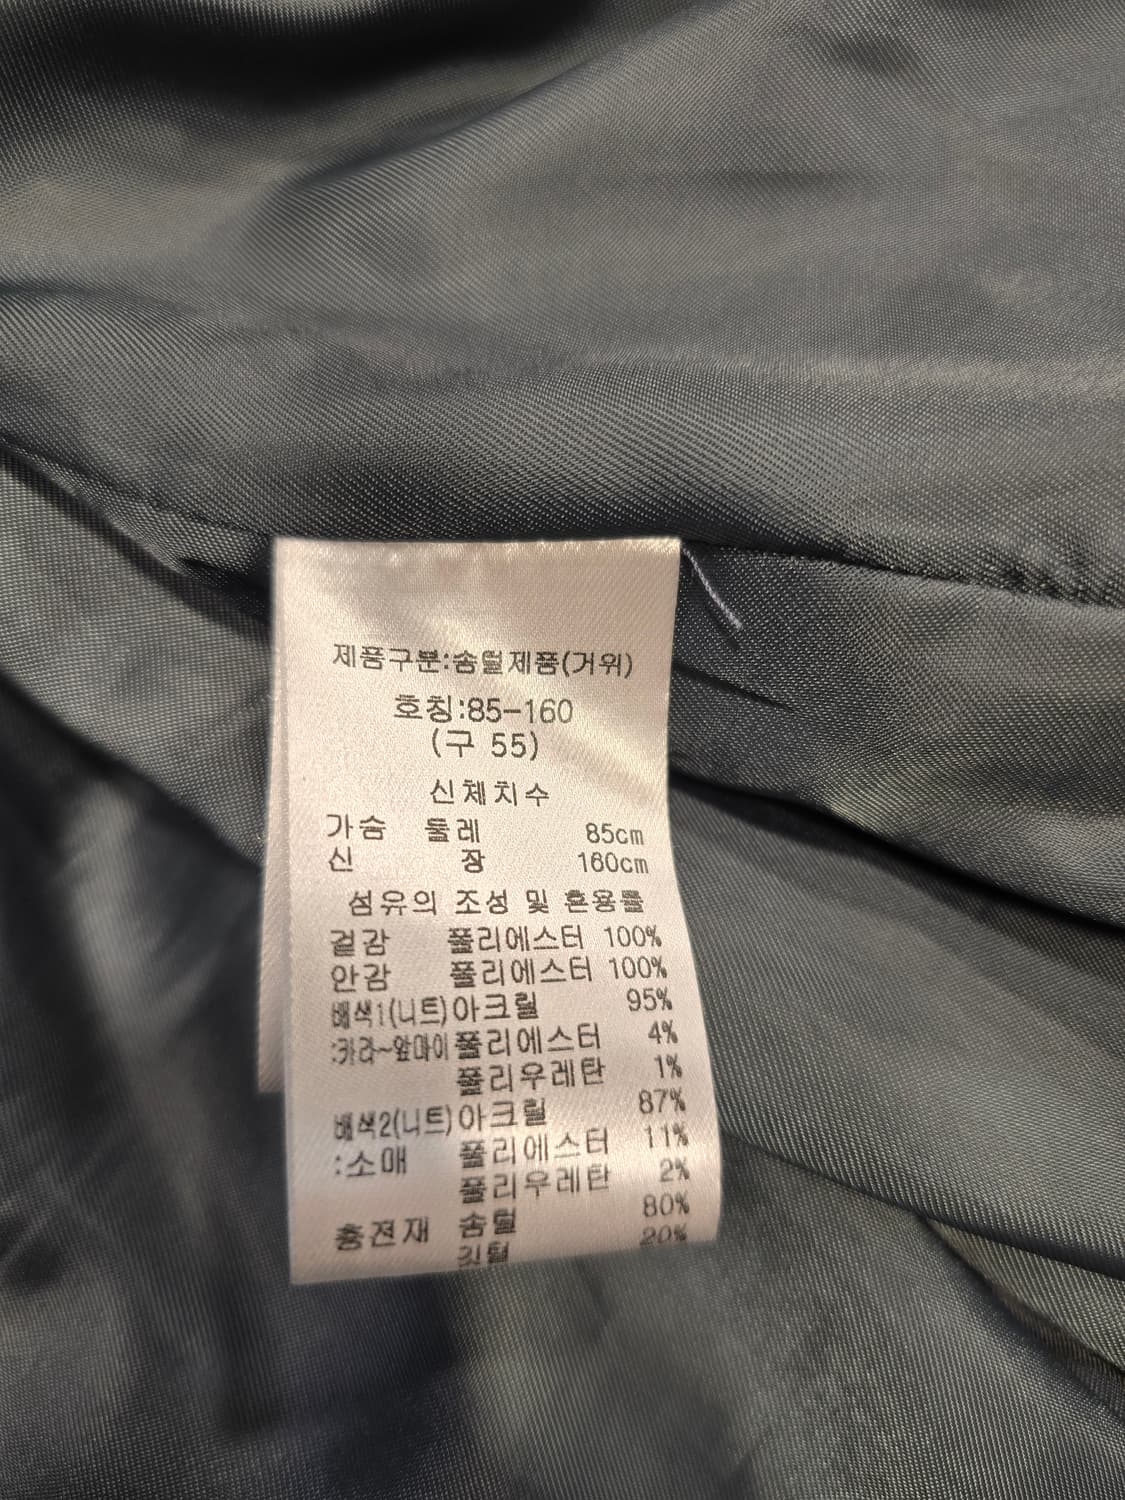 제품구분:솜털제품(거위)
호칭:85-160
(구 55)
신체치수
가슴 둘레 85cm
신 장 160cm
섬유의 조성 및 혼용률
겉감 폴리에스터 100%
안감 폴리에스터 100%
배색1(니트) 아크릴 95%
:카라~앞마이 폴리에스터 4%
폴리우레탄 1%
배색2(니트) 아크릴 87%
:소매 폴리에스터 11%
폴리우레탄 2%
충전재 솜털 80%
깃털 20%